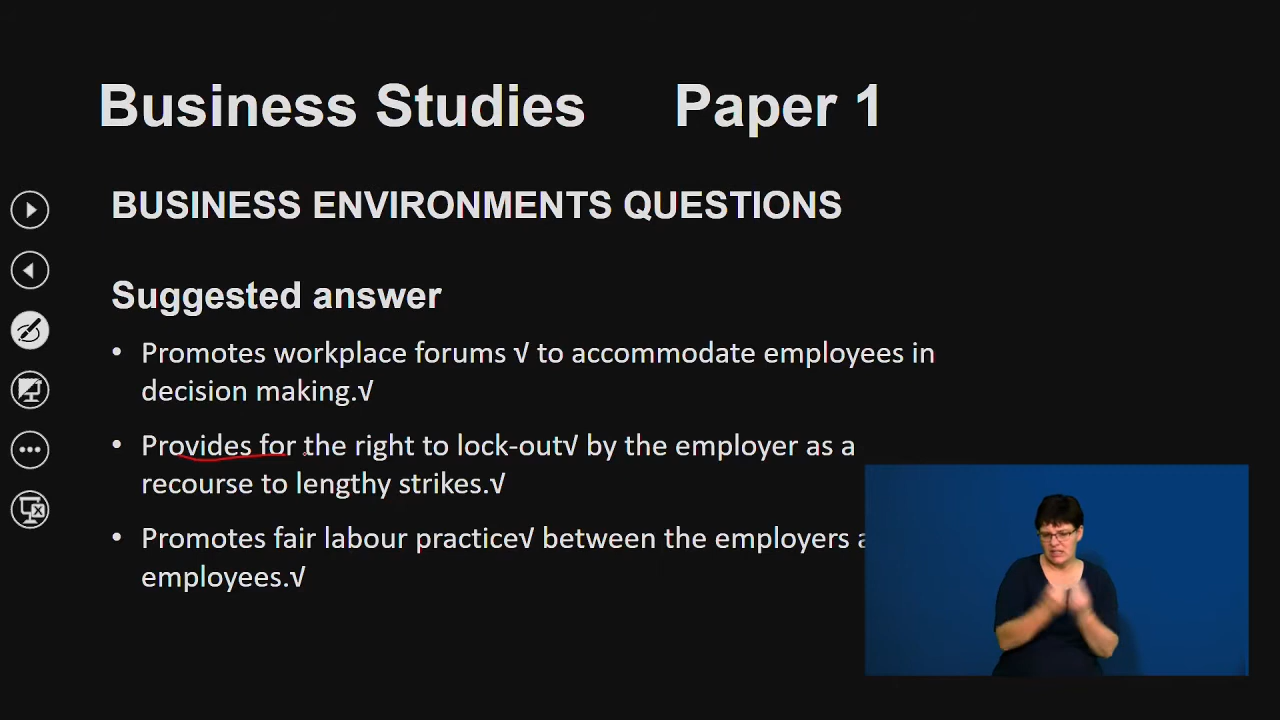 Business Studies Paper 1
BUSINESS ENVIRONMENTS QUESTIONS
Suggested answer
• Promotes workplace forums √ to accommodate employees in
decision making.√
• Provides for the right to lock-out√ by the employer as a
recourse to lengthy strikes.√
• Promotes fair labour practice√ between the employers
employees.√